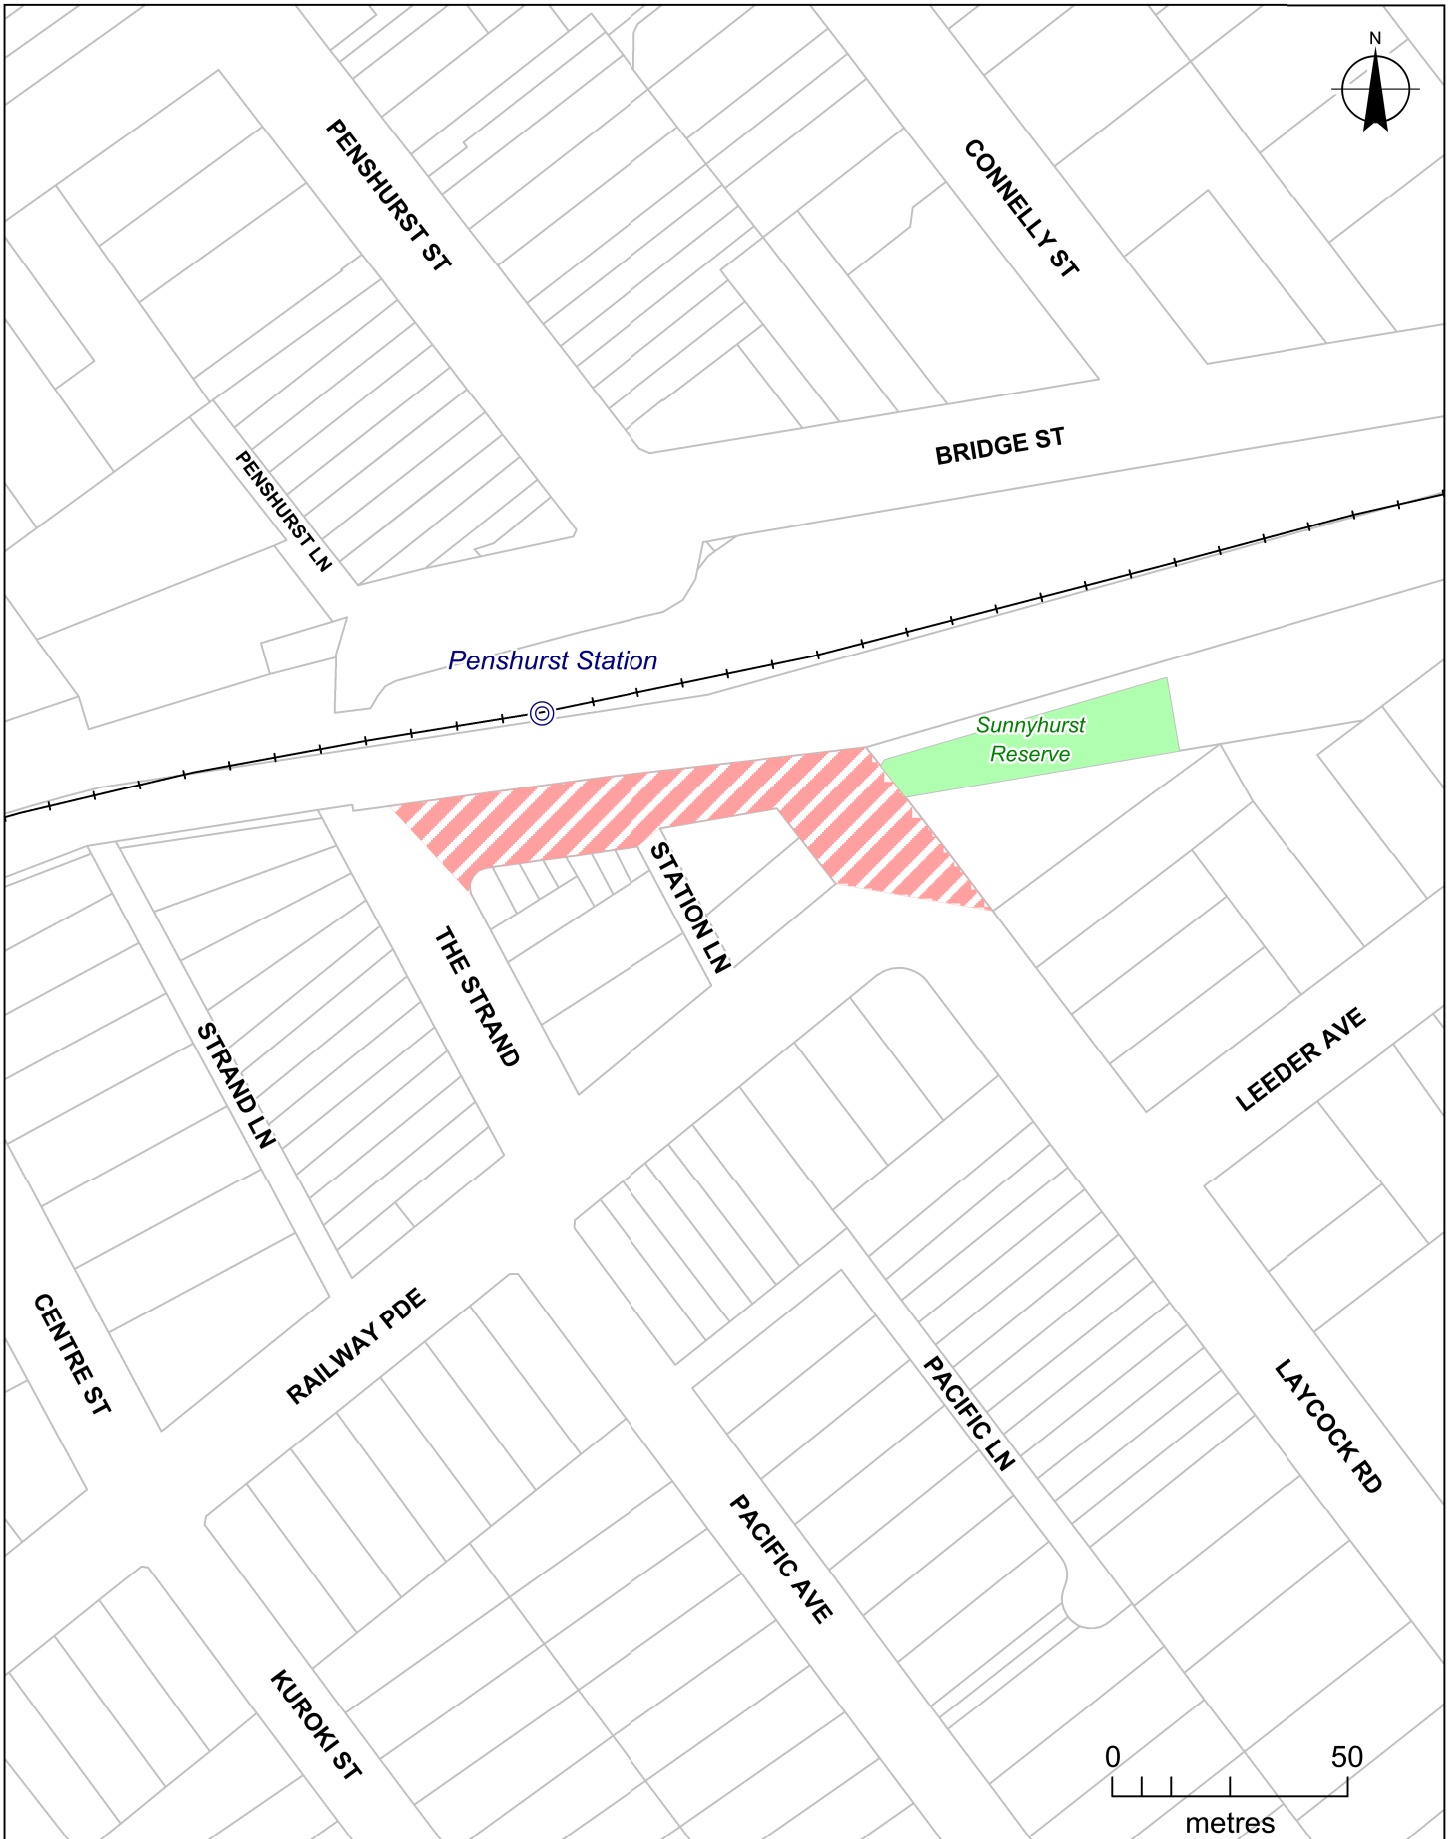 N
PENSHURST ST
CONNELLY ST
BRIDGE ST
PENSHURST LN
Penshurst Station
Sunnyhurst
Reserve
STATION LN
THE STRAND
STRAND LN
LEEDER AVE
CENTRE ST
RAILWAY PDE
PACIFIC LN
LAYCOCK RD
PACIFIC AVE
KUROKI ST
0 50
metres